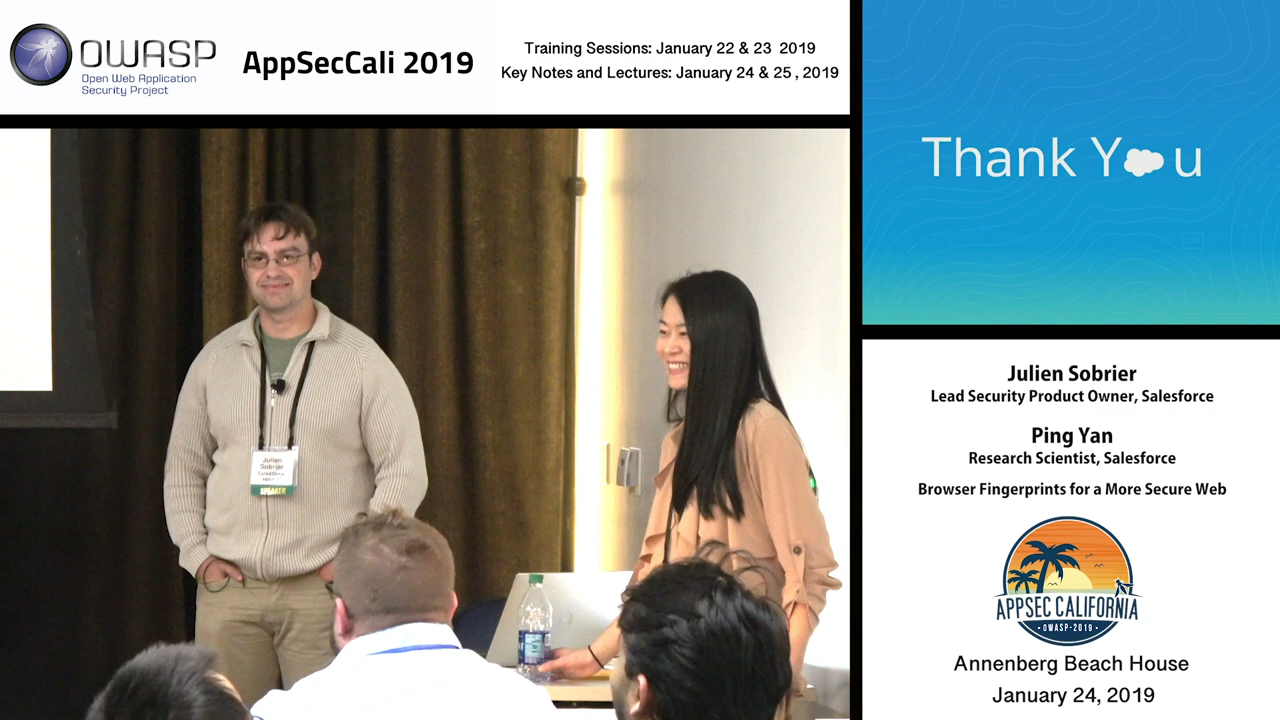 OWASP
Open Web Application
Security Project
AppSecCali 2019
Training Sessions: January 22 & 23 2019
Key Notes and Lectures: January 24 & 25 , 2019
Thank Y u
Julien
Sobrier
Salesforce
SPEAKER
Julien Sobrier
Lead Security Product Owner, Salesforce
Ping Yan
Research Scientist, Salesforce
Browser Fingerprints for a More Secure Web
APPSEC CALIFORNIA
• OWASP-2019 •
Annenberg Beach House
January 24, 2019